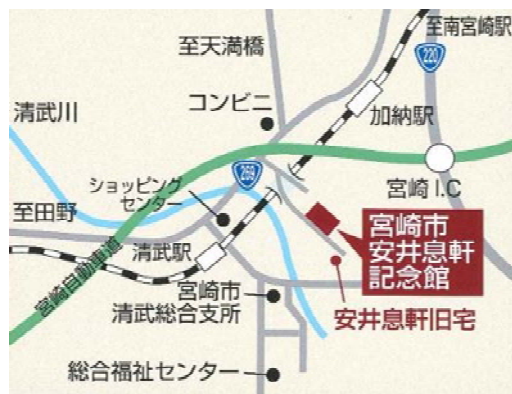 至南宮崎駅
220
至天満橋
コンビニ
加納駅
清武川
269
宮崎I.C
ショッピング
センター
至田野
清武駅
宮崎自動車道
宮崎市
安井息軒
記念館
宮崎市
清武総合支所
安井息軒旧宅
総合福祉センター